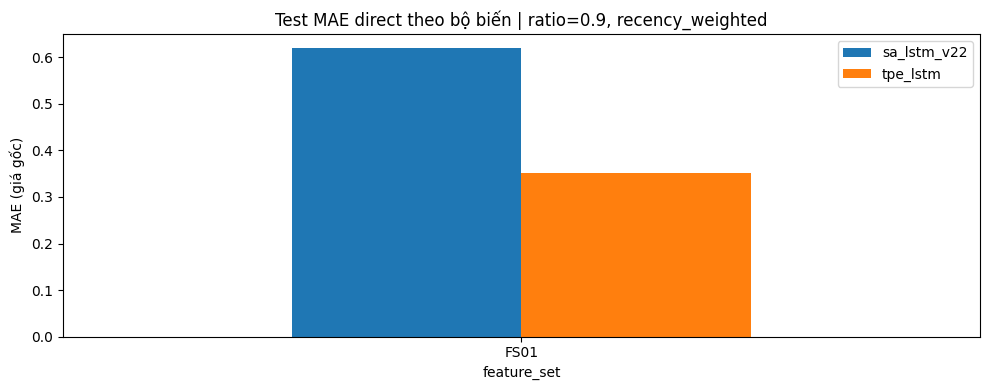 Test MAE direct theo bộ biến | ratio=0.9, recency_weighted
sa_lstm_v22
tpe_lstm
MAE (giá gốc)
0.6
0.5
0.4
0.3
0.2
0.1
0.0
FS01
feature_set